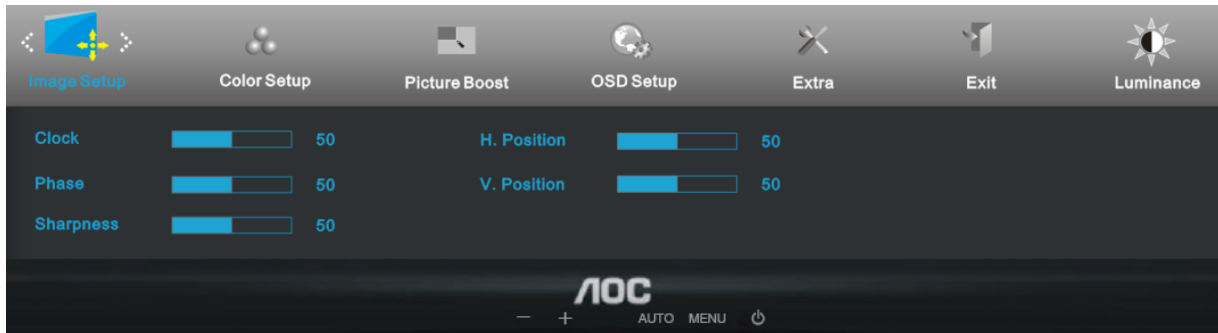 Image Setup Color Setup Picture Boost OSD Setup Extra Exit Luminance
Clock 50 H. Position 50
Phase 50 V. Position 50
Sharpness 50
AOC
− + AUTO MENU